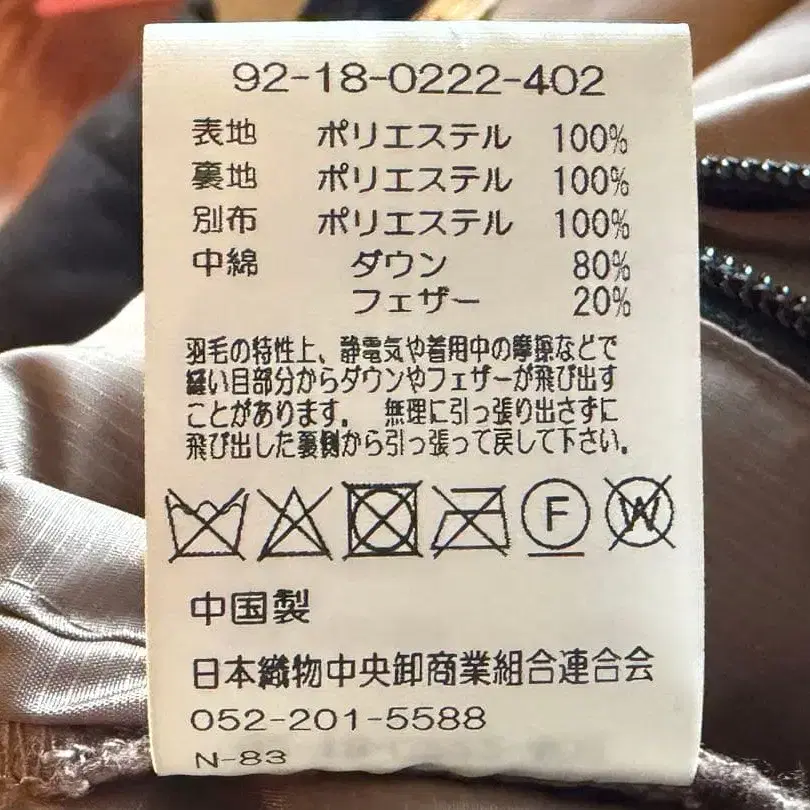 92-18-0222-402
表地 ポリエステル 100%
裏地 ポリエステル 100%
別布 ポリエステル 100%
中綿 ダウン 80%
フェザー 20%
羽毛の特性上、静電気や着用中の摩擦などで
縫い目部分からダウンやフェザーが飛び出す
ことがあります。 無理に引っ張り出さずに
飛び出した裏側から引っ張って戻して下さい。
F W
中国製
日本織物中央卸商業組合連合会
052-201-5588
N-83